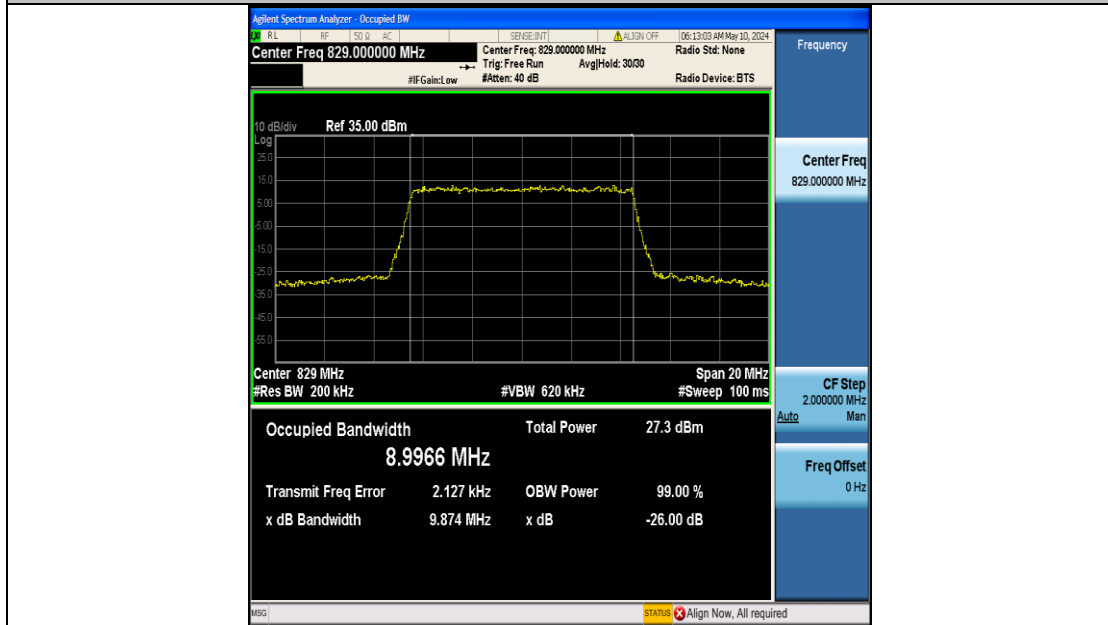 Agilent Spectrum Analyzer - Occupied BW
RL RF 50 Ω AC SENSE:INT ALIGN OFF 06:13:03 AM May 10, 2024
Center Freq 829.000000 MHz
Center Freq: 829.000000 MHz Radio Std: None
Trig: Free Run Avg|Hold: 30/30
#IFGain:Low #Atten: 40 dB Radio Device: BTS
Frequency
10 dB/div Ref 35.00 dBm
Log
25.0
15.0
5.00
-5.00
-15.0
-25.0
-35.0
-45.0
-55.0
Center 829 MHz Span 20 MHz
#Res BW 200 kHz #VBW 620 kHz #Sweep 100 ms
Center Freq
829.000000 MHz
CF Step
2.000000 MHz
Auto Man
Freq Offset
0 Hz
Occupied Bandwidth Total Power 27.3 dBm
8.9966 MHz
Transmit Freq Error 2.127 kHz OBW Power 99.00 %
x dB Bandwidth 9.874 MHz x dB -26.00 dB
MSG STATUS Align Now, All required